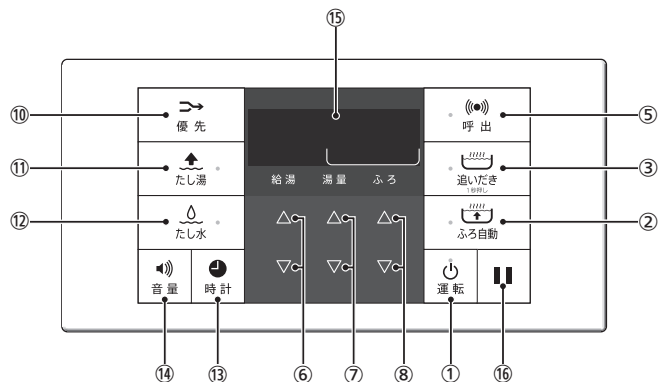 ⑮
⑩ 優先 呼出 ⑤
⑪ たし湯 給湯 湯量 ふろ 追いだき ③
1秒押し
⑫ たし水 ふろ自動 ②
音量 時計 運転
⑭ ⑬ ⑥ ⑦ ⑧ ① ⑯